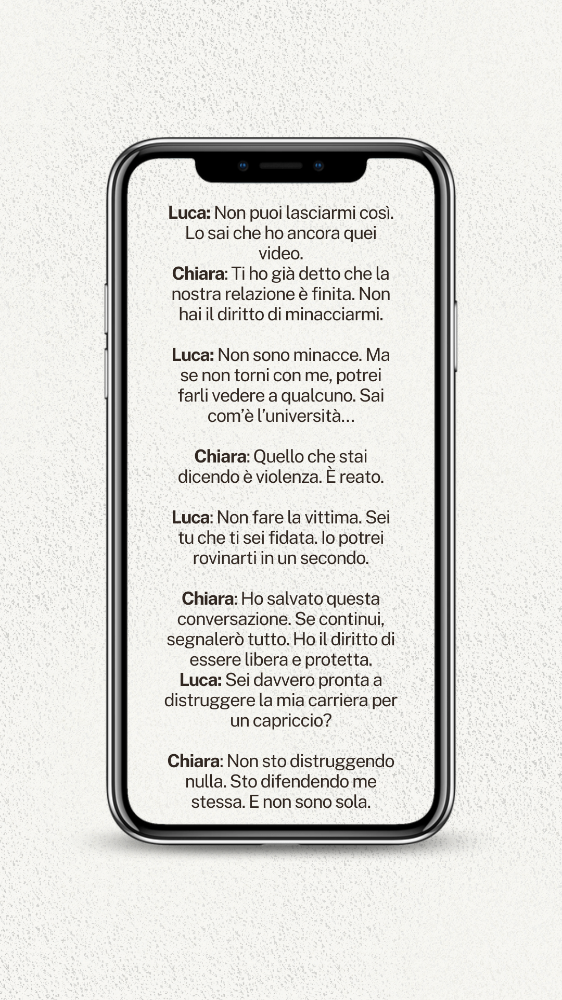 Luca: Non puoi lasciarmi così.
Lo sai che ho ancora quei
video.
Chiara: Ti ho già detto che la
nostra relazione è finita. Non
hai il diritto di minacciarmi.
Luca: Non sono minacce. Ma
se non torni con me, potrei
farli vedere a qualcuno. Sai
com’è l’università…
Chiara: Quello che stai
dicendo è violenza. È reato.
Luca: Non fare la vittima. Sei
tu che ti sei fidata. Io potrei
rovinarti in un secondo.
Chiara: Ho salvato questa
conversazione. Se continui,
segnalerò tutto. Ho il diritto di
essere libera e protetta.
Luca: Sei davvero pronta a
distruggere la mia carriera per
un capriccio?
Chiara: Non sto distruggendo
nulla. Sto difendendo me
stessa. E non sono sola.